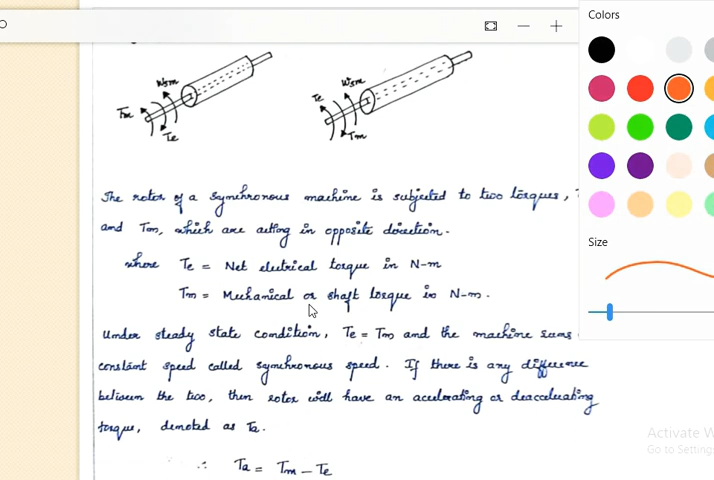 Colors
Wsm
Tm
Te
Te
Wsm
Tm
The rotor of a synchronous machine is subjected to two torques,
and Tm, which are acting in opposite direction.
where Te = Net electrical torque in N-m
Tm = Mechanical or shaft torque in N-m.
Size
Under steady state condition, Te = Tm and the machine runs
constant speed called synchronous speed. If there is any difference
between the two, then rotor will have an accelerating or deaccelerating
torque, denoted as Ta.
∴ Ta = Tm - Te
Activate W
Go to Settings